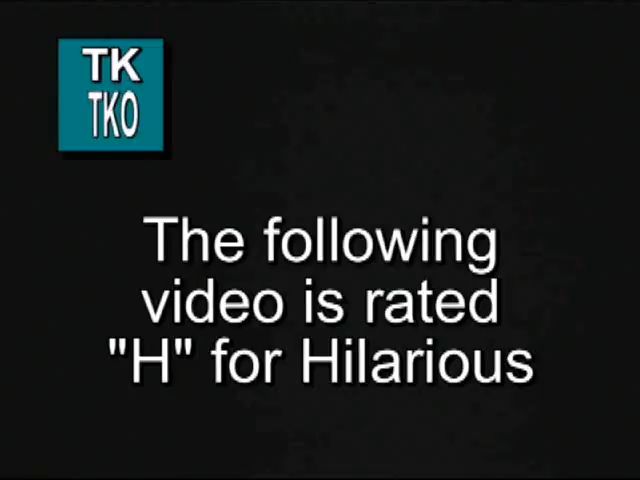 TK
TKO
The following
video is rated
"H" for Hilarious